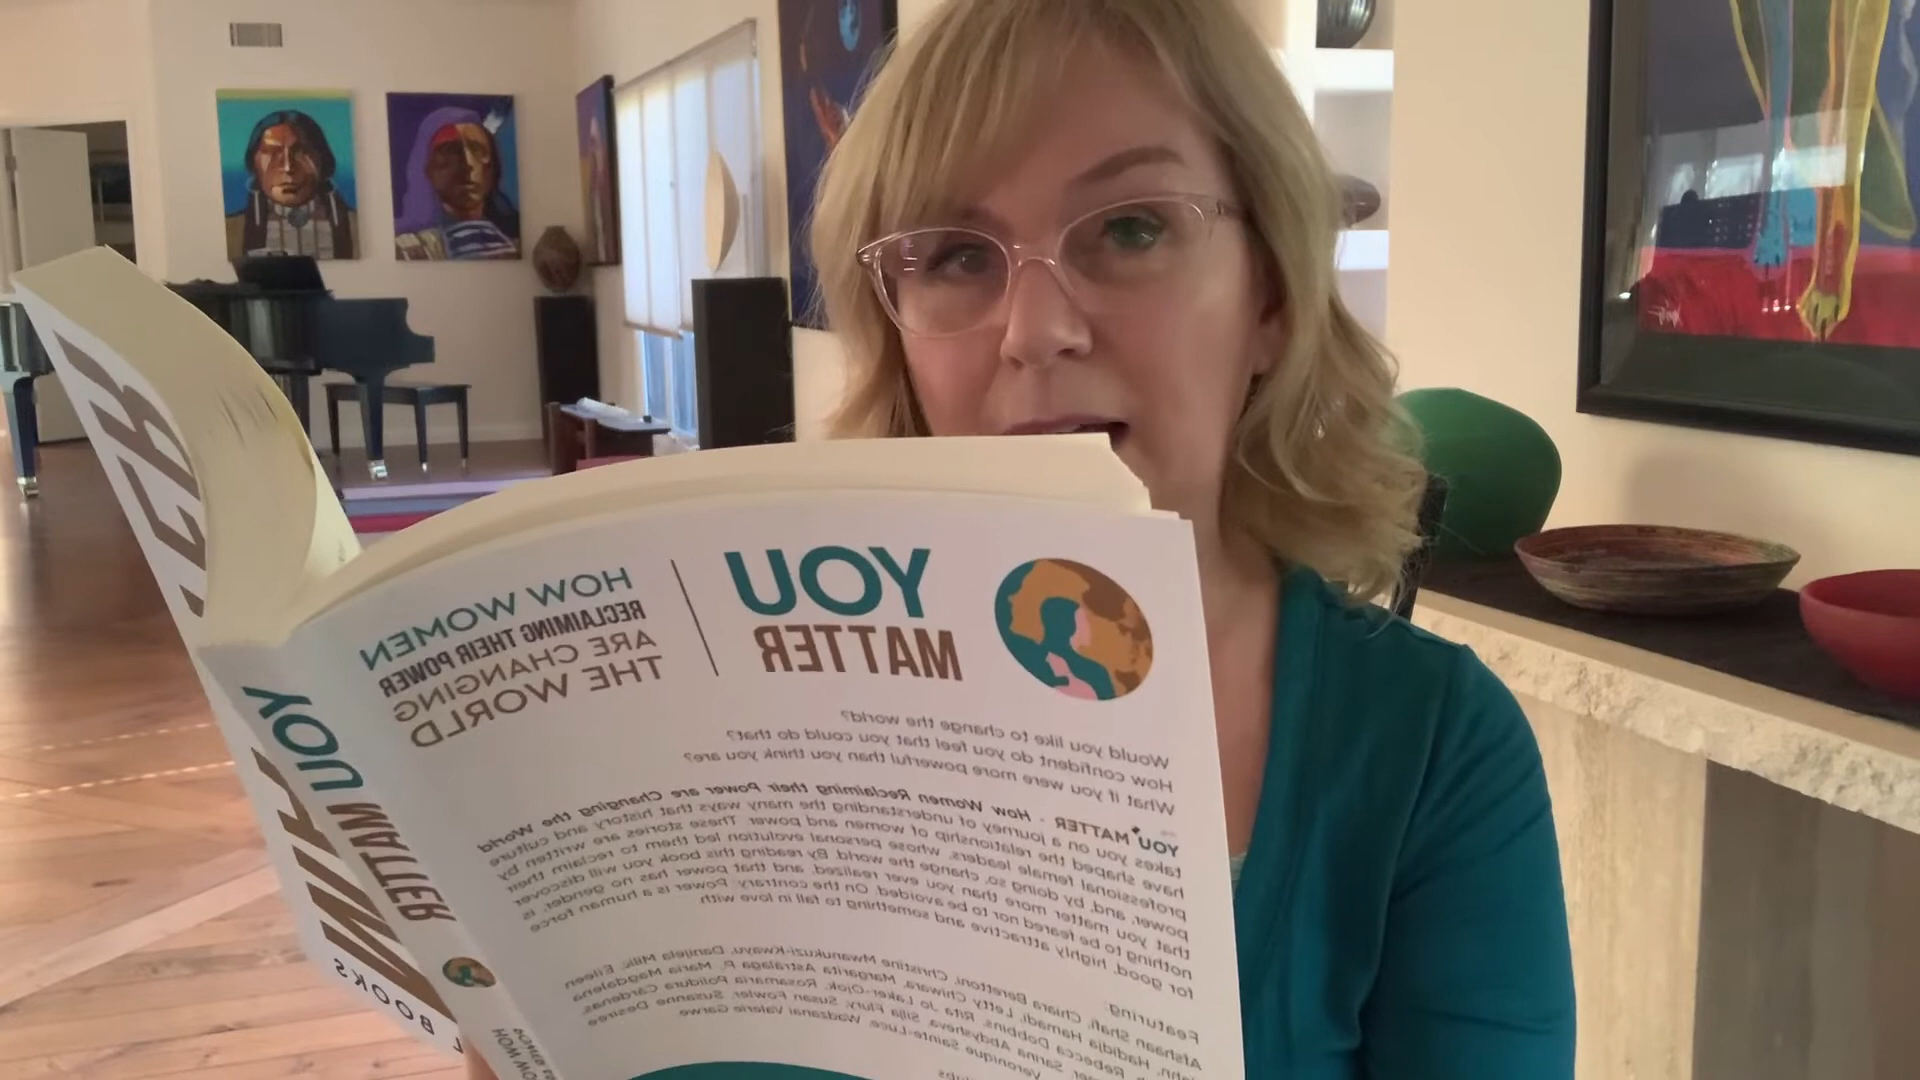 YOU
MATTER
HOW WOMEN
RECLAIMING THEIR POWER
ARE CHANGING
THE WORLD
Would you like to change the world?
How confident do you feel that you could do that?
What if you were more powerful than you think you are?
YOU MATTER - How Women Reclaiming their Power are Changing the World
takes you on a journey of understanding the many ways that history and culture
have shaped the relationship of women and power. These stories are written by
professional female leaders, whose personal evolution led them to reclaim their
power, and, by doing so, change the world. By reading this book you will discover
that you matter more than you ever realized, and that power has no gender, is
nothing to be feared nor to be avoided. On the contrary: Power is a human force
for good, highly attractive and something to fall in love with.
Featuring:
Afshaan Shafi, Chiara Berettoni, Christine Mwanukuzi-Kwayu, Danijela Milic, Eileen
Hadidja Hamadi, Letty Chiwara, Margarita Astralaga P., Maria Magdalena
Rebecca Dobbins, Rita Jo Laker-Ojok, Rosamaria Polidura Cárdenas,
Sarina Abdysheva, Silja Flury, Susan Fowler, Suzanne Desiree
Veronique Sainte-Luce, Wadzanai Valerie Garwe
YOU MATTER
HOW WOM
BOOKS